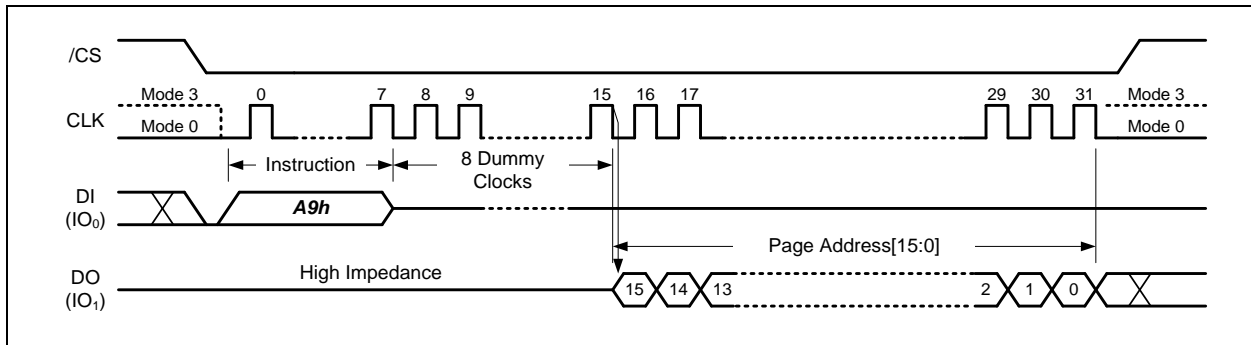 /CS
Mode 3 0 7 8 9 15 16 17 29 30 31 Mode 3
CLK
Mode 0 Mode 0
Instruction 8 Dummy
Clocks
DI
(IO0)
A9h
Page Address[15:0]
High Impedance
DO
(IO1)
15 14 13 2 1 0